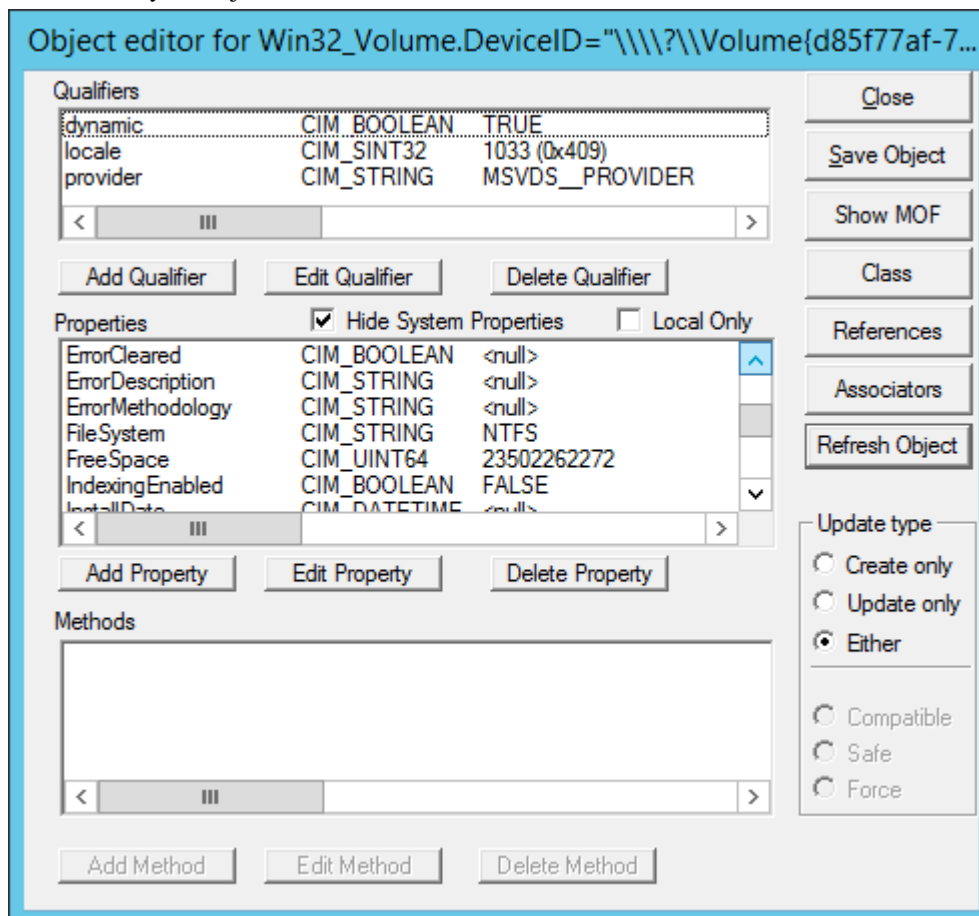 Object editor for Win32_Volume.DeviceID="\\\\?\\Volume{d85f77af-7...
Qualifiers
dynamic CIM_BOOLEAN TRUE
locale CIM_SINT32 1033 (0x409)
provider CIM_STRING MSVDS__PROVIDER
Add Qualifier Edit Qualifier Delete Qualifier
Properties Hide System Properties Local Only
ErrorCleared CIM_BOOLEAN <null>
ErrorDescription CIM_STRING <null>
ErrorMethodology CIM_STRING <null>
FileSystem CIM_STRING NTFS
FreeSpace CIM_UINT64 23502262272
IndexingEnabled CIM_BOOLEAN FALSE
InstallDate CIM_DATETIME <null>
Add Property Edit Property Delete Property
Methods
Add Method Edit Method Delete Method
Close
Save Object
Show MOF
Class
References
Associators
Refresh Object
Update type
Create only
Update only
Either
Compatible
Safe
Force